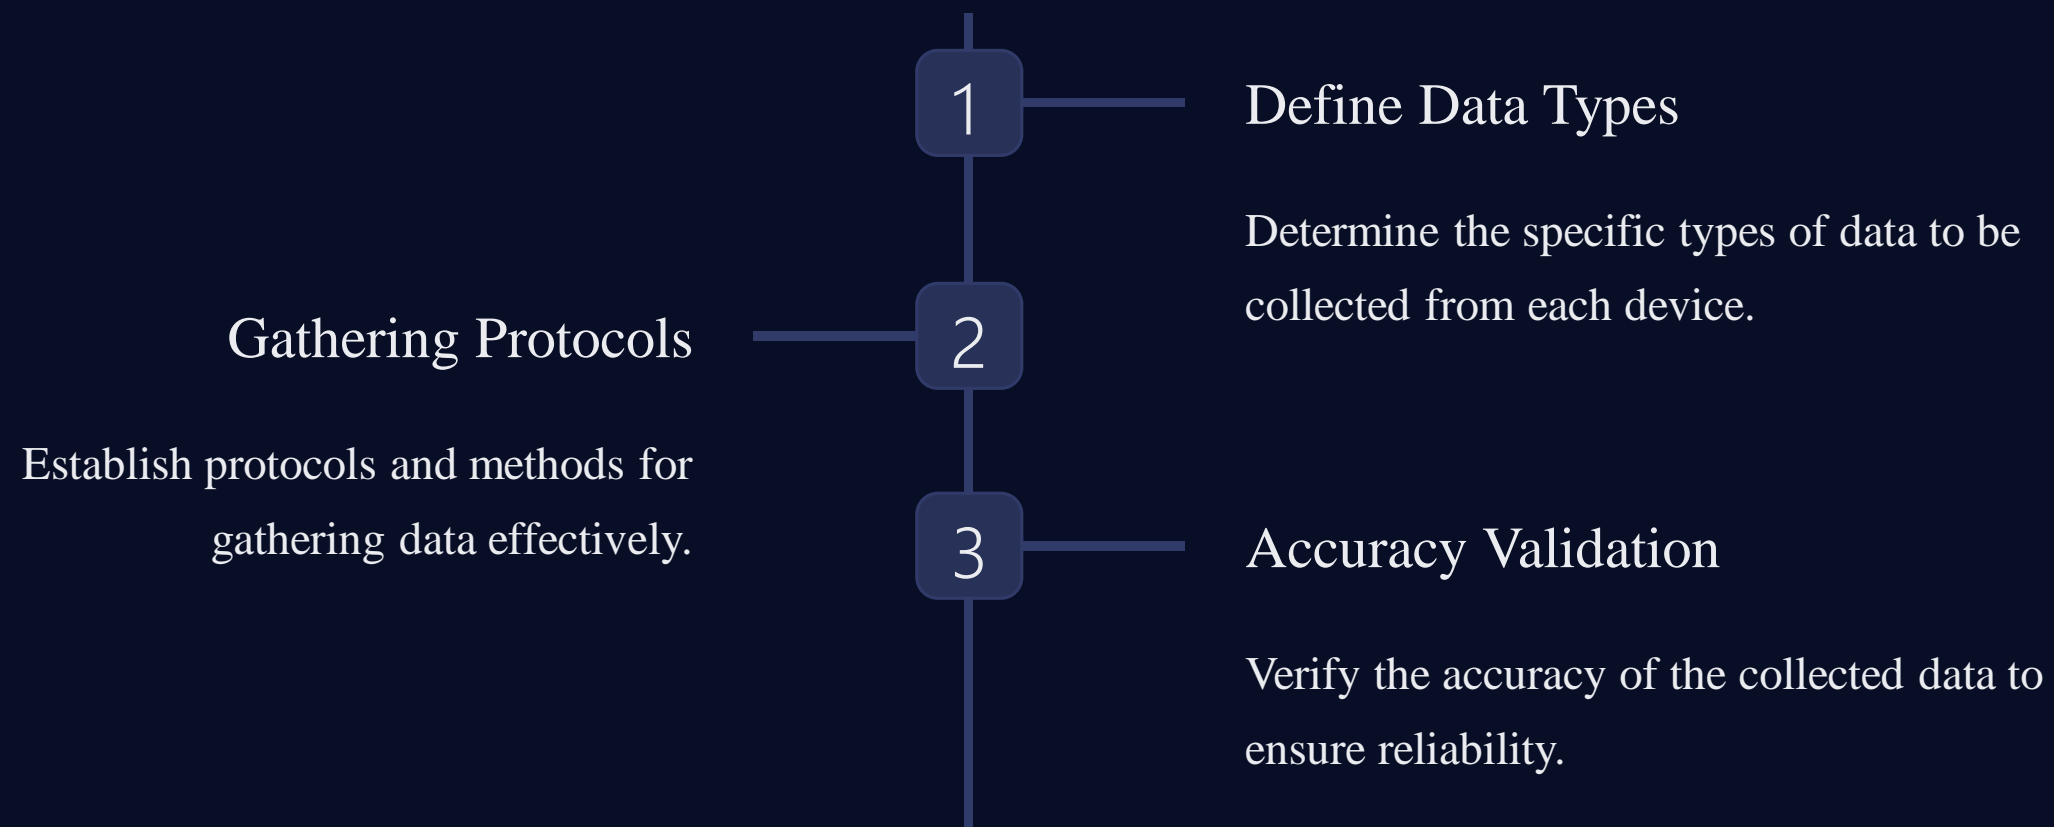 1
Define Data Types
Determine the specific types of data to be
collected from each device.
2
Gathering Protocols
Establish protocols and methods for
gathering data effectively.
3
Accuracy Validation
Verify the accuracy of the collected data to
ensure reliability.